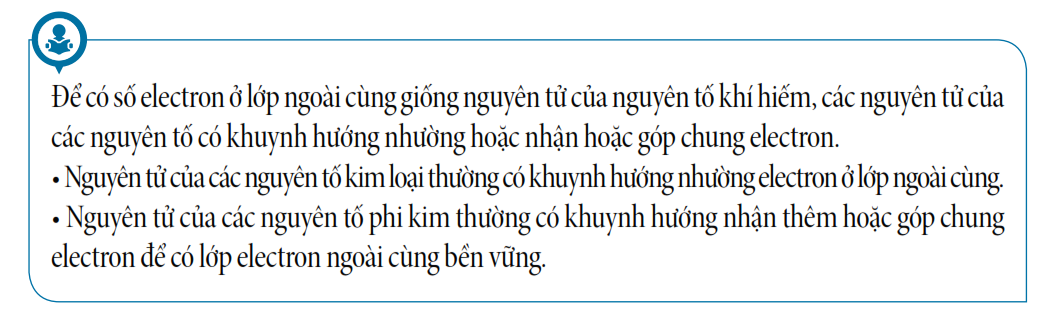 Để có số electron ở lớp ngoài cùng giống nguyên tử của nguyên tố khí hiếm, các nguyên tử của
các nguyên tố có khuynh hướng nhường hoặc nhận hoặc góp chung electron.
• Nguyên tử của các nguyên tố kim loại thường có khuynh hướng nhường electron ở lớp ngoài cùng.
• Nguyên tử của các nguyên tố phi kim thường có khuynh hướng nhận thêm hoặc góp chung
electron để có lớp electron ngoài cùng bền vững.